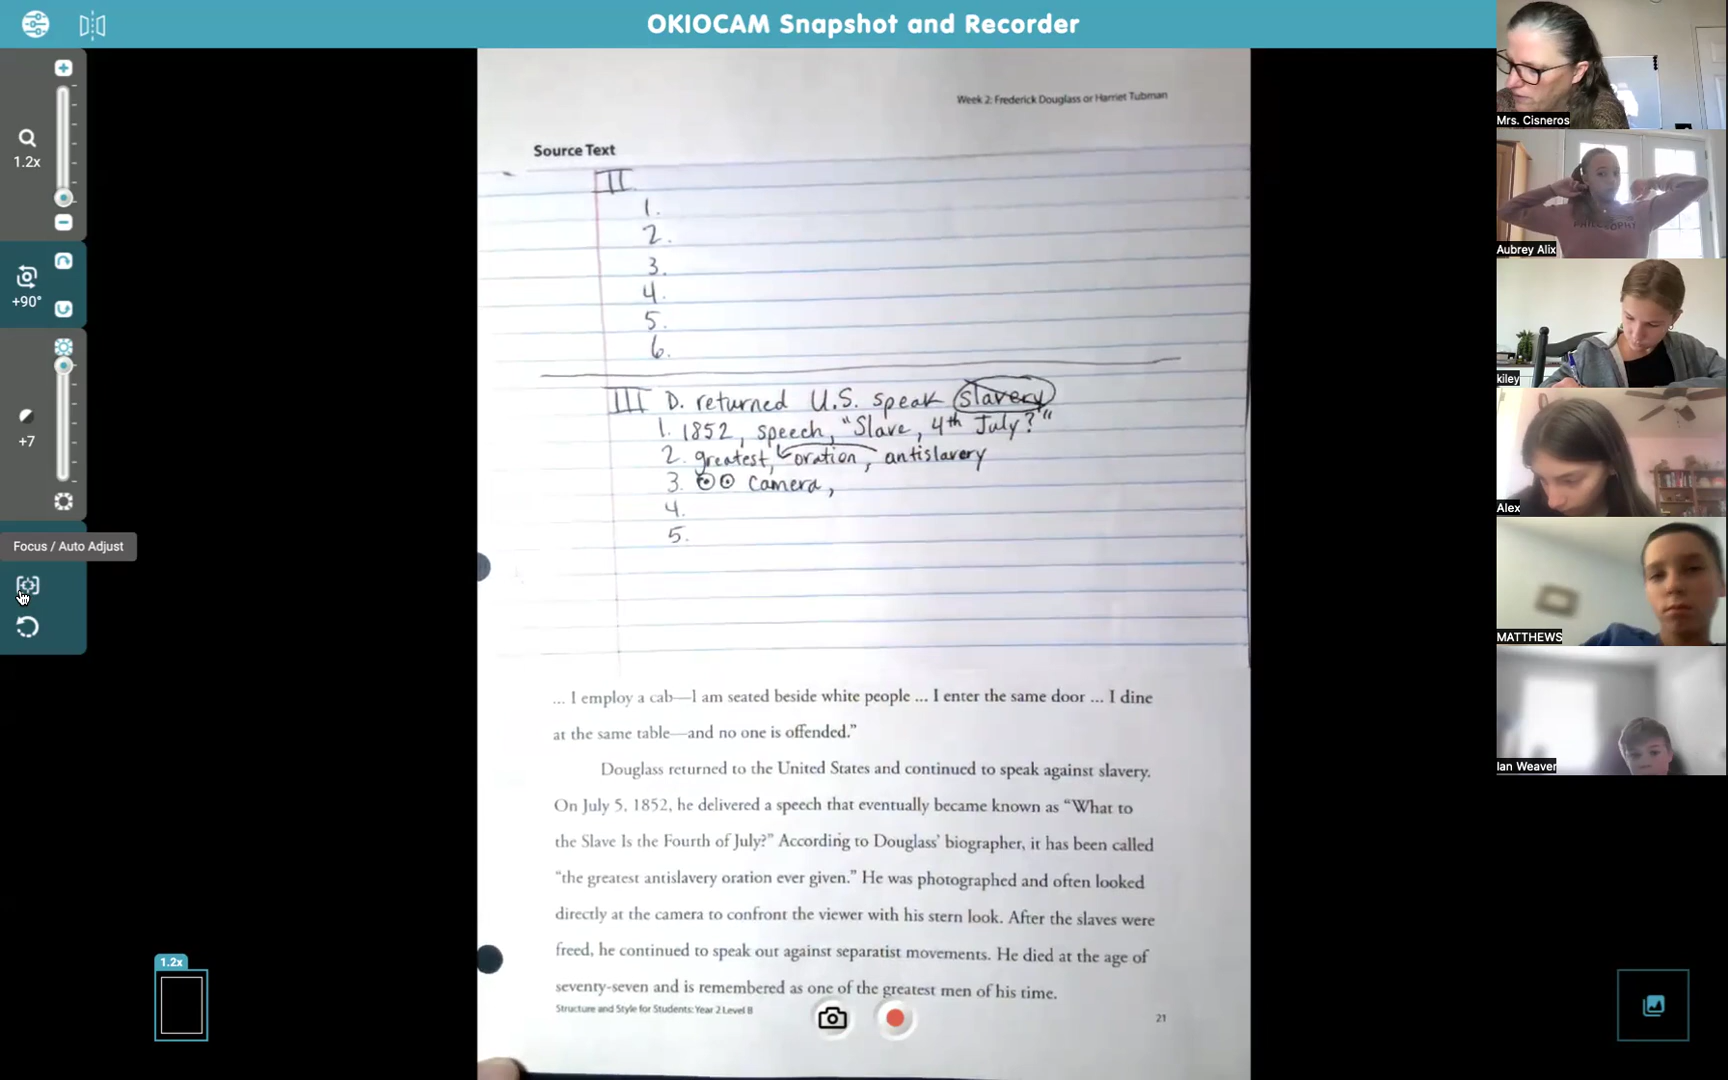 OKIOCAM Snapshot and Recorder
1.2x
+90°
+7
Focus / Auto Adjust
1.2x
Week 2: Frederick Douglass or Harriet Tubman
Source Text
II
1.
2.
3.
4.
5.
6.
III D. returned U.S. speak slavery
1. 1852, speech, "Slave, 4th July?"
2. greatest, oration, antislavery
3. camera,
4.
5.
... I employ a cab—I am seated beside white people ... I enter the same door ... I dine
at the same table—and no one is offended."
Douglass returned to the United States and continued to speak against slavery.
On July 5, 1852, he delivered a speech that eventually became known as "What to
the Slave Is the Fourth of July?" According to Douglass' biographer, it has been called
"the greatest antislavery oration ever given." He was photographed and often looked
directly at the camera to confront the viewer with his stern look. After the slaves were
freed, he continued to speak out against separatist movements. He died at the age of
seventy-seven and is remembered as one of the greatest men of his time.
Structure and Style for Students: Year 2 Level B
21
Mrs. Cisneros
PHILOSOPHY
Aubrey Alix
kiley
Alex
MATTHEWS
Ian Weaver